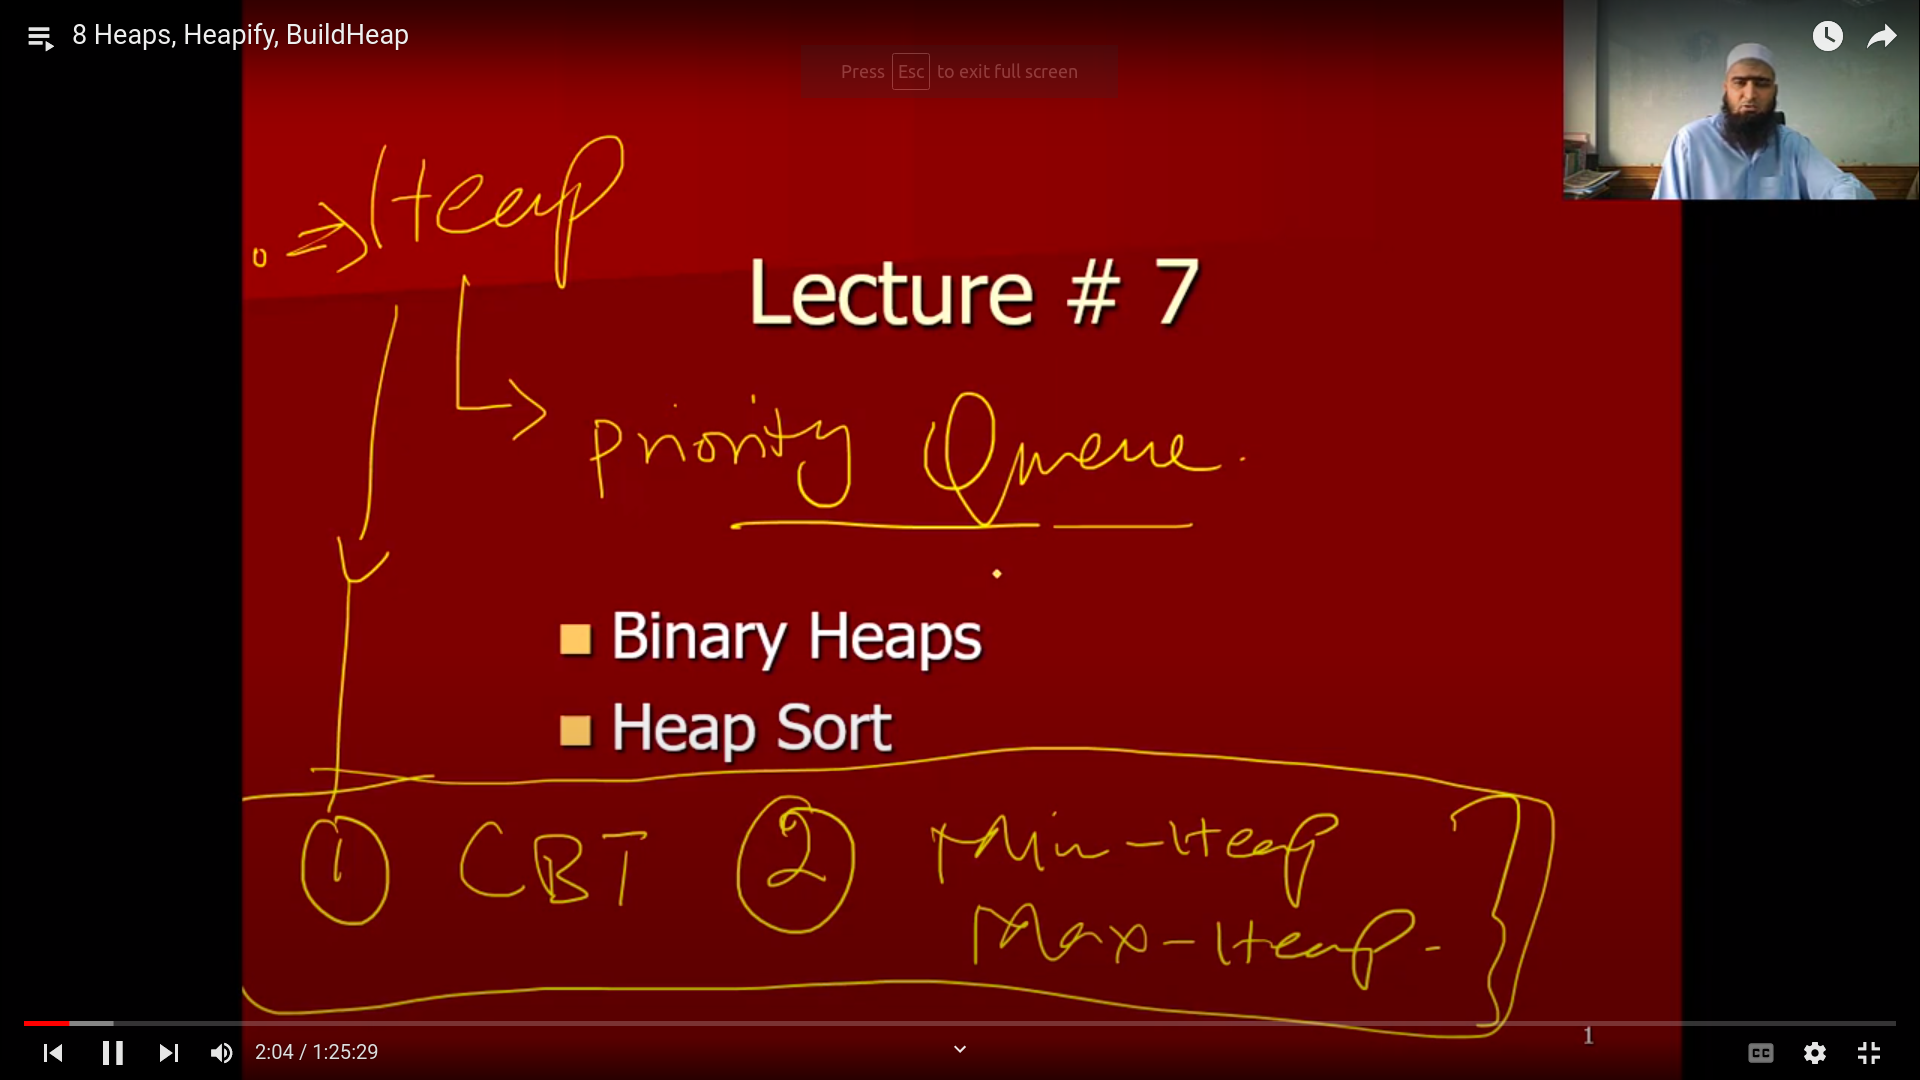 8 Heaps, Heapify, BuildHeap
Press Esc to exit full screen
Heap
Lecture # 7
Priority Queue.
Binary Heaps
Heap Sort
1 CBT 2 Min-Heap
Max-Heap
1
2:04 / 1:25:29
CC